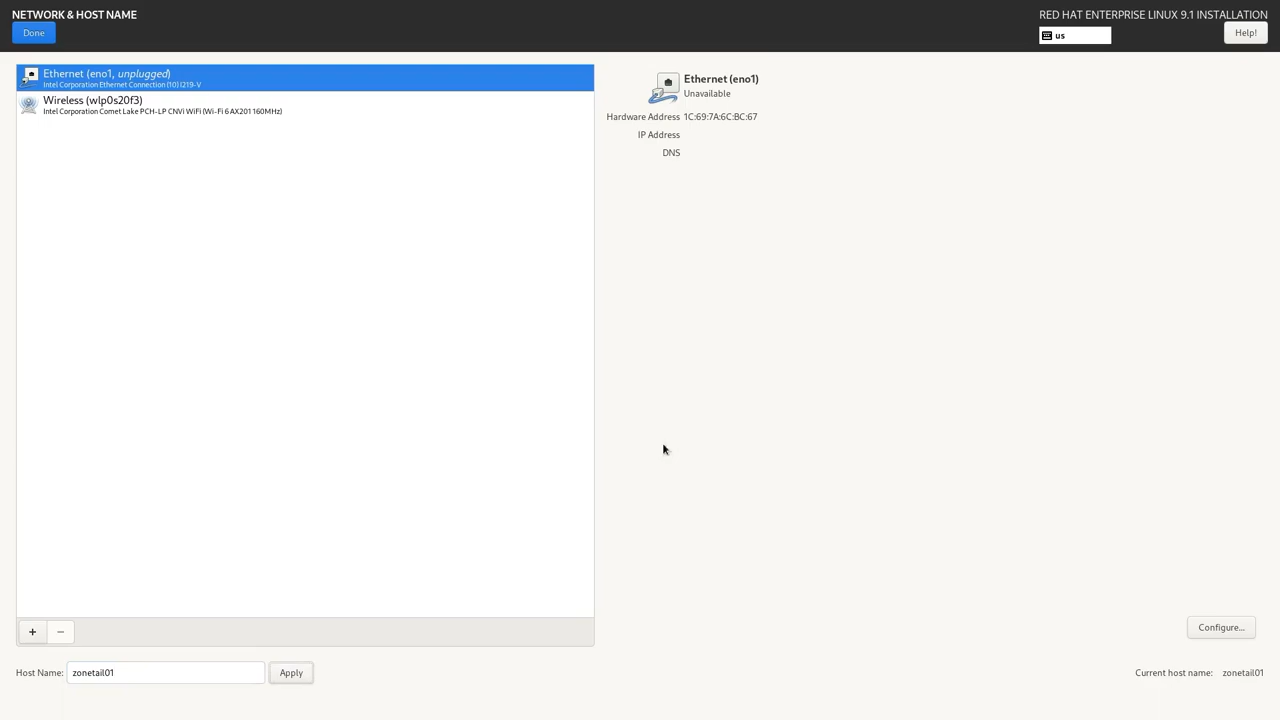 NETWORK & HOST NAME
Done
RED HAT ENTERPRISE LINUX 9.1 INSTALLATION
us
Help!
Ethernet (eno1, unplugged)
Intel Corporation Ethernet Connection (10) I219-V
Wireless (wlp0s20f3)
Intel Corporation Comet Lake PCH-LP CNVi WiFi (Wi-Fi 6 AX201 160MHz)
Ethernet (eno1)
Unavailable
Hardware Address 1C:69:7A:6C:BC:67
IP Address
DNS
+ −
Configure...
Host Name: zonetail01 Apply
Current host name: zonetail01